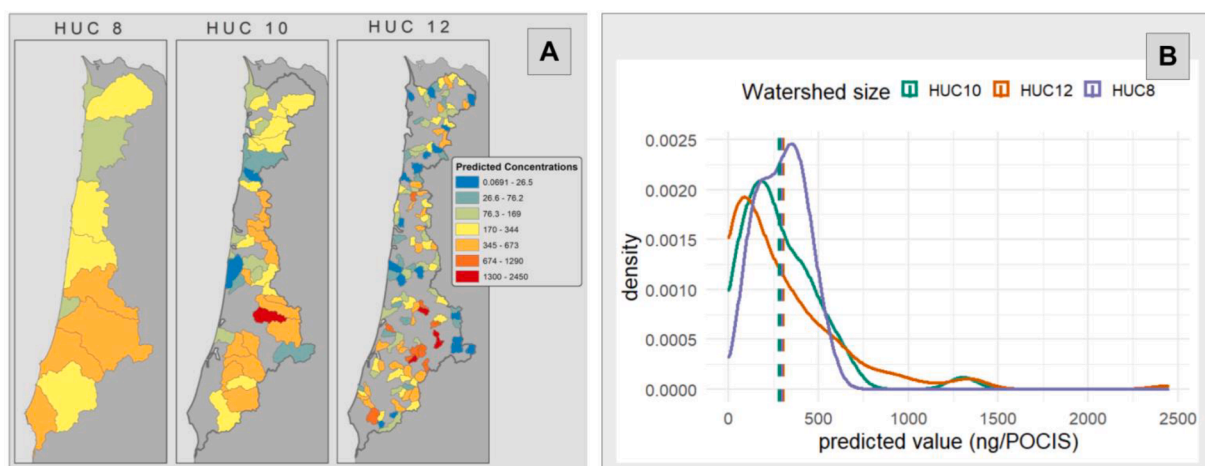 HUC 8
HUC 10
HUC 12
A
Predicted Concentrations
0.0691 - 26.5
26.6 - 76.2
76.3 - 169
170 - 344
345 - 673
674 - 1290
1300 - 2450
B
Watershed size HUC10 HUC12 HUC8
0.0025
0.0020
0.0015
0.0010
0.0005
0.0000
density
0 500 1000 1500 2000 2500
predicted value (ng/POCIS)